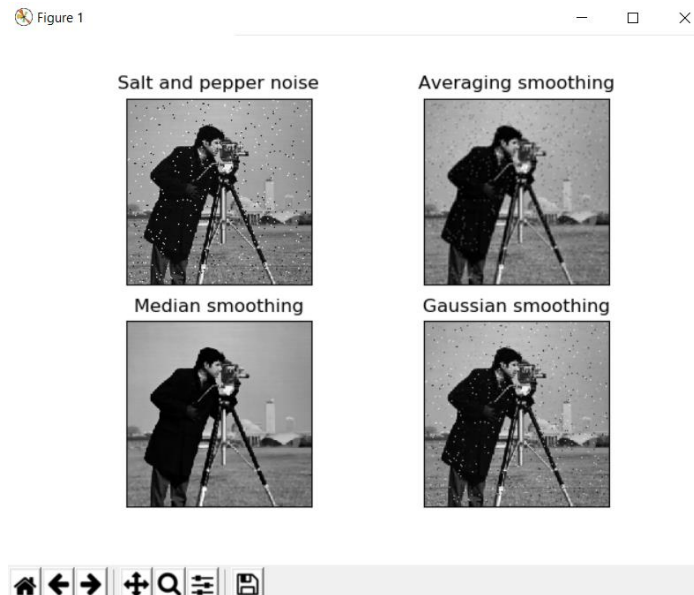 Figure 1
Salt and pepper noise
Averaging smoothing
Median smoothing
Gaussian smoothing